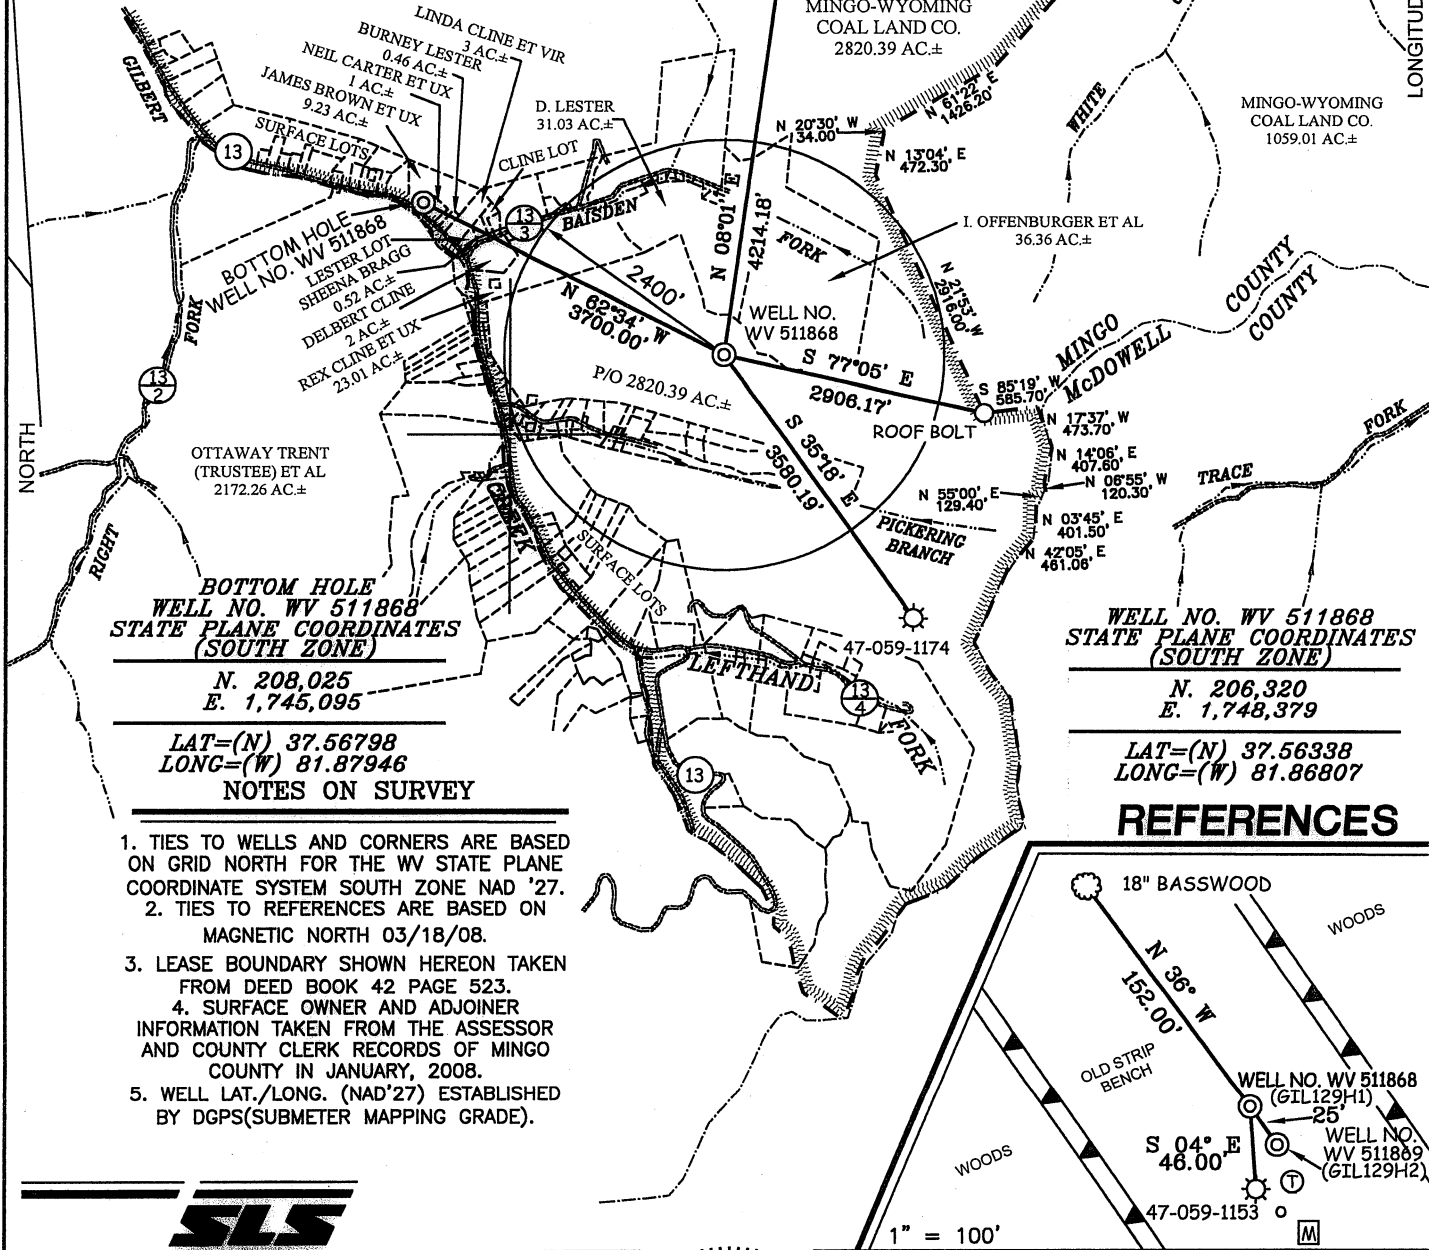 MINGO-WYOMING
COAL LAND CO.
2820.39 AC.±
LINDA CLINE ET VIR
3 AC.±
BURNEY LESTER
0.46 AC.±
NEIL CARTER ET UX
1 AC.±
JAMES BROWN ET UX
9.23 AC.±
GILBERT
SURFACE LOTS
13
D. LESTER
31.03 AC.±
CLINE LOT
N 20°30' W
34.00'
N 61°22' E
1426.20'
N 13°04' E
472.30'
WHITE
MINGO-WYOMING
COAL LAND CO.
1059.01 AC.±
LONGITUD
BOTTOM HOLE
WELL NO. WV 511868
LESTER LOT
SHEENA BRAGG
0.52 AC.±
DELBERT CLINE
2 AC.±
REX CLINE ET UX
23.01 AC.±
13
3
BAISDEN
FORK
N 08°01' E
4214.18'
I. OFFENBURGER ET AL
36.36 AC.±
N 21°53' W
2916.00'
2400'
N 62°34' W
3700.00'
WELL NO.
WV 511868
S 77°05' E
2906.17'
COUNTY
COUNTY
MINGO
McDOWELL
S 85°19' W
585.70'
ROOF BOLT
N 17°37' W
473.70'
N 14°06' E
407.60'
N 06°55' W
120.30'
N 55°00' E
129.40'
N 03°45' E
401.50'
N 42°05' E
461.06'
TRACE
FORK
P/O 2820.39 AC.±
S 35°18' E
3580.19'
PICKERING
BRANCH
47-059-1174
NORTH
FORK
13
2
RIGHT
OTTAWAY TRENT
(TRUSTEE) ET AL
2172.26 AC.±
CREEK
SURFACE LOTS
LEFTHAND
13
4
FORK
13
BOTTOM HOLE
WELL NO. WV 511868
STATE PLANE COORDINATES
(SOUTH ZONE)
N. 208,025
E. 1,745,095
LAT=(N) 37.56798
LONG=(W) 81.87946
WELL NO. WV 511868
STATE PLANE COORDINATES
(SOUTH ZONE)
N. 206,320
E. 1,748,379
LAT=(N) 37.56338
LONG=(W) 81.86807
NOTES ON SURVEY
1. TIES TO WELLS AND CORNERS ARE BASED
ON GRID NORTH FOR THE WV STATE PLANE
COORDINATE SYSTEM SOUTH ZONE NAD '27.
2. TIES TO REFERENCES ARE BASED ON
MAGNETIC NORTH 03/18/08.
3. LEASE BOUNDARY SHOWN HEREON TAKEN
FROM DEED BOOK 42 PAGE 523.
4. SURFACE OWNER AND ADJOINER
INFORMATION TAKEN FROM THE ASSESSOR
AND COUNTY CLERK RECORDS OF MINGO
COUNTY IN JANUARY, 2008.
5. WELL LAT./LONG. (NAD'27) ESTABLISHED
BY DGPS(SUBMETER MAPPING GRADE).
SLS
REFERENCES
18" BASSWOOD
WOODS
N 36° W
152.00'
OLD STRIP
BENCH
WELL NO. WV 511868
(GIL129H1)
25'
WELL NO.
WV 511869
(GIL129H2)
S 04° E
46.00'
WOODS
T
47-059-1153
M
1" = 100'